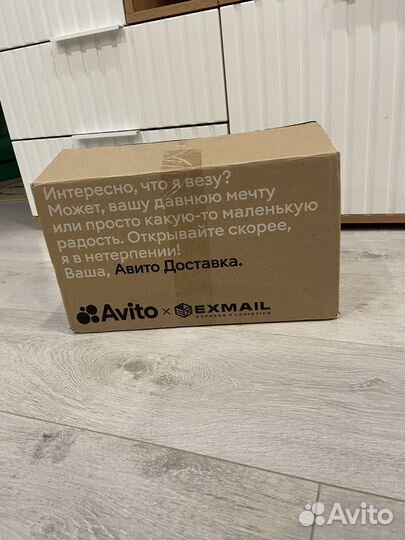 Интересно, что я везу?
Может, вашу давнюю мечту
или просто какую-то маленькую
радость. Открывайте скорее,
я в нетерпении!
Ваша, Авито Доставка.
Avito × EXMAIL
EXPRESS & LOGISTICS
Avito